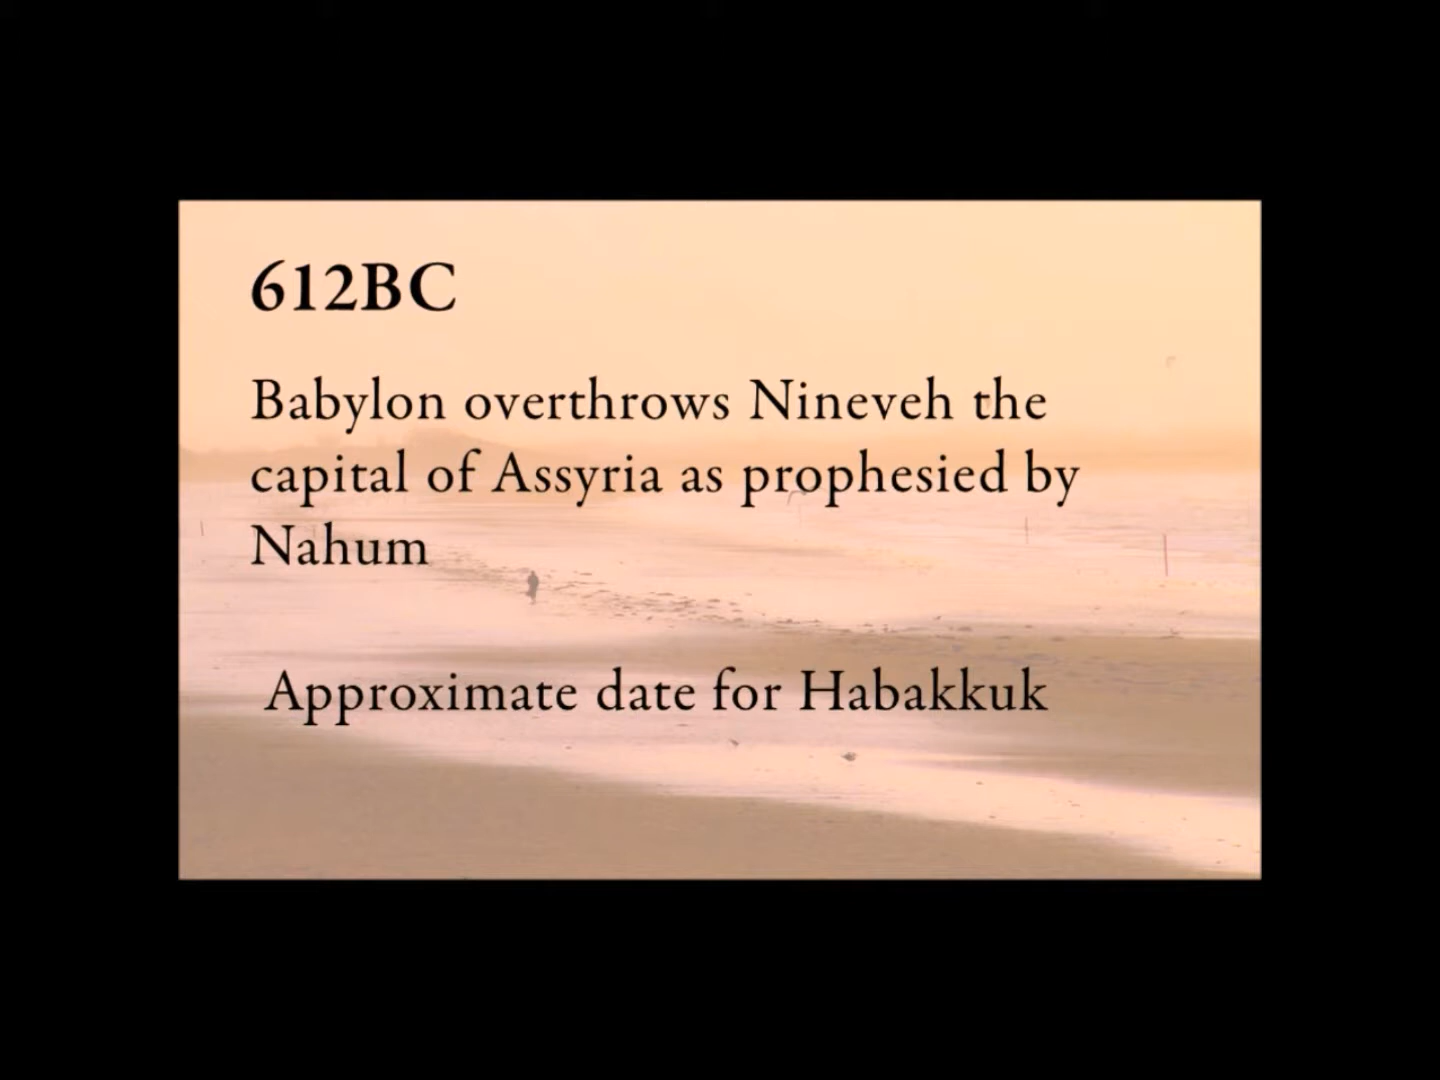 612BC
Babylon overthrows Nineveh the
capital of Assyria as prophesied by
Nahum
Approximate date for Habakkuk